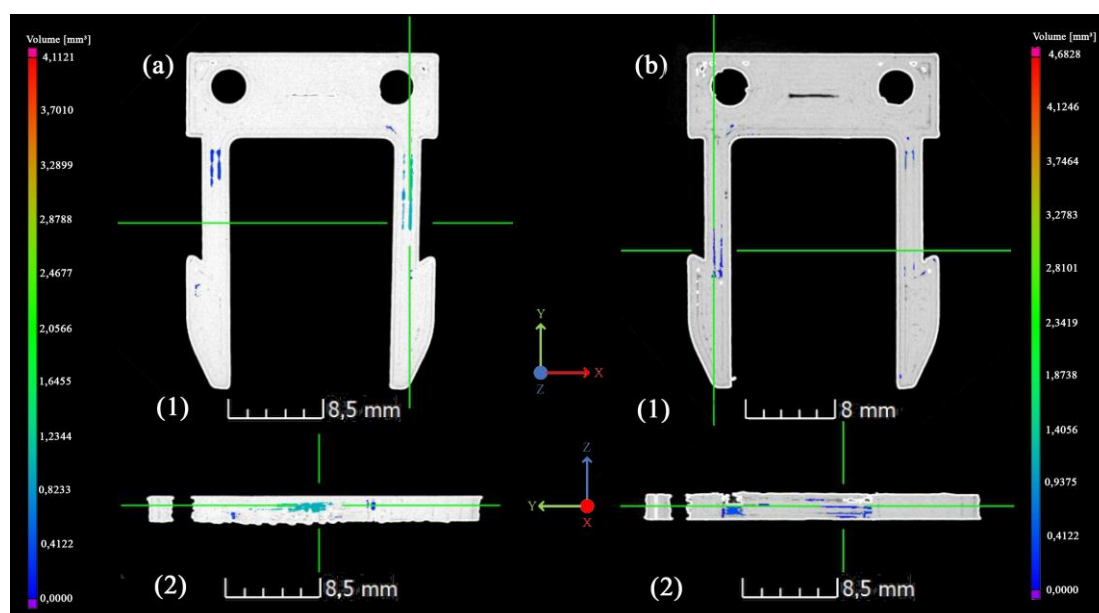 Volume [mm³]
4,1121
3,7010
3,2899
2,8788
2,4677
2,0566
1,6455
1,2344
0,8233
0,4122
0,0000
(a)
(1)
8,5 mm
(2)
8,5 mm
Y
X
Z
Z
Y
X
(b)
(1)
8 mm
(2)
8,5 mm
Volume [mm³]
4,6828
4,1246
3,7464
3,2783
2,8101
2,3419
1,8738
1,4056
0,9375
0,4122
0,0000